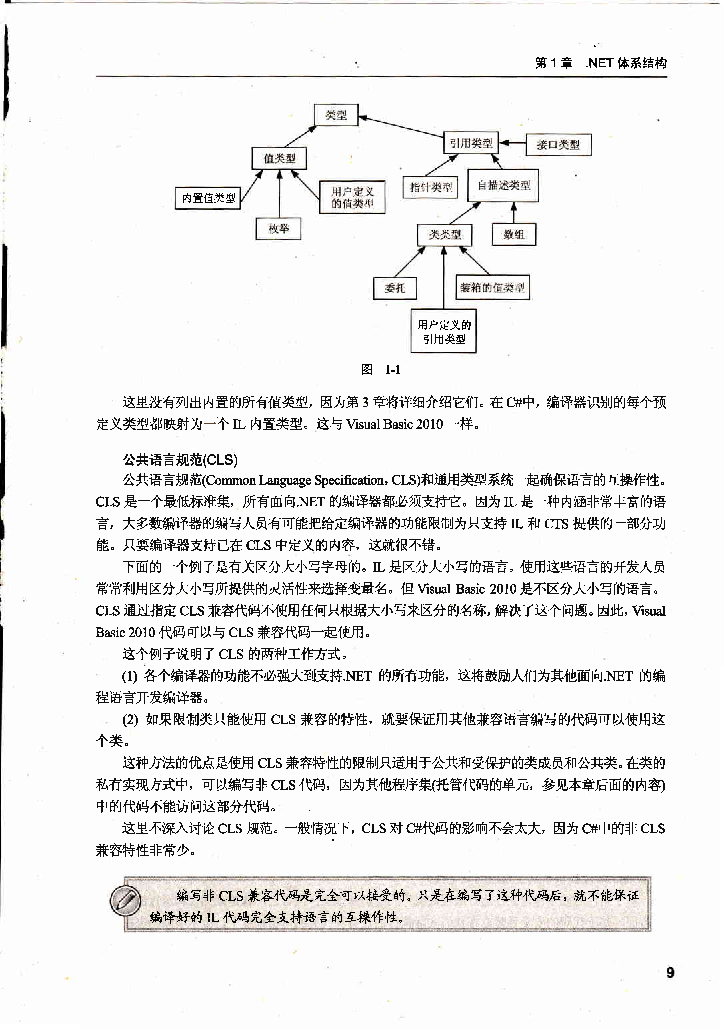 第 1 章 .NET 体系结构
类型
引用类型
接口类型
值类型
指针类型
自描述类型
内置值类型
用户定义
的值类型
枚举
类类型
数组
委托
装箱的值类型
用户定义的
引用类型
图 1-1
这里没有列出内置的所有值类型，因为第 3 章将详细介绍它们。在 C#中，编译器识别的每个预
定义类型都映射为一个 IL 内置类型。这与 Visual Basic 2010 一样。
公共语言规范(CLS)
公共语言规范(Common Language Specification，CLS)和通用类型系统一起确保语言的互操作性。
CLS 是一个最低标准集，所有面向.NET 的编译器都必须支持它。因为 IL 是一种内涵非常丰富的语
言，大多数编译器的编写人员有可能把给定编译器的功能限制为只支持 IL 和 CTS 提供的一部分功
能。只要编译器支持已在 CLS 中定义的内容，这就很不错。
下面的一个例子是有关区分大小写字母的。IL 是区分大小写的语言。使用这些语言的开发人员
常常利用区分大小写所提供的灵活性来选择变量名。但 Visual Basic 2010 是不区分大小写的语言。
CLS 通过指定 CLS 兼容代码不使用任何只根据大小写来区分的名称，解决了这个问题。因此，Visual
Basic 2010 代码可以与 CLS 兼容代码一起使用。
这个例子说明了 CLS 的两种工作方式。
(1) 各个编译器的功能不必强大到支持.NET 的所有功能，这将鼓励人们为其他面向.NET 的编
程语言开发编译器。
(2) 如果限制类只能使用 CLS 兼容的特性，就要保证用其他兼容语言编写的代码可以使用这
个类。
这种方法的优点是使用 CLS 兼容特性的限制只适用于公共和受保护的类成员和公共类。在类的
私有实现方式中，可以编写非 CLS 代码，因为其他程序集(托管代码的单元，参见本章后面的内容)
中的代码不能访问这部分代码。
这里不深入讨论 CLS 规范。一般情况下，CLS 对 C#代码的影响不会太大，因为 C#中的非 CLS
兼容特性非常少。
编写非 CLS 兼容代码是完全可以接受的。只是在编写了这种代码后，就不能保证
编译好的 IL 代码完全支持语言的互操作性。
9